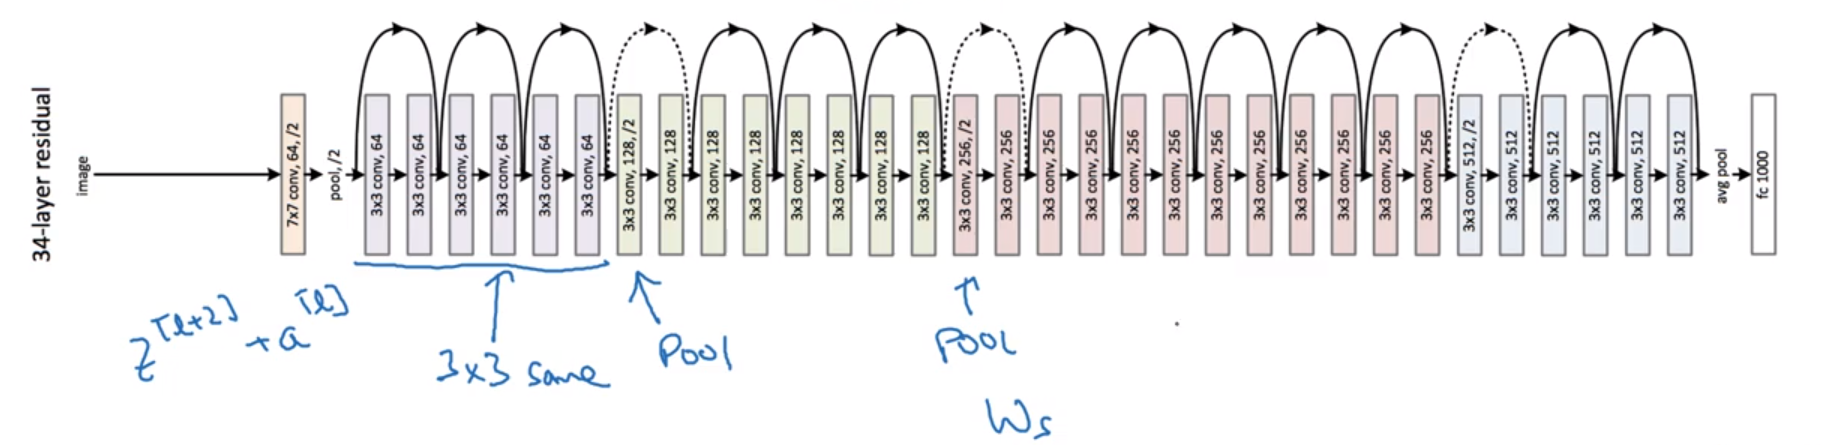 34-layer residual
image
7x7 conv, 64, /2
pool, /2
3x3 conv, 64
3x3 conv, 64
3x3 conv, 64
3x3 conv, 64
3x3 conv, 64
3x3 conv, 64
3x3 conv, 128, /2
3x3 conv, 128
3x3 conv, 128
3x3 conv, 128
3x3 conv, 128
3x3 conv, 128
3x3 conv, 128
3x3 conv, 128
3x3 conv, 256, /2
3x3 conv, 256
3x3 conv, 256
3x3 conv, 256
3x3 conv, 256
3x3 conv, 256
3x3 conv, 256
3x3 conv, 256
3x3 conv, 256
3x3 conv, 256
3x3 conv, 256
3x3 conv, 256
3x3 conv, 512, /2
3x3 conv, 512
3x3 conv, 512
3x3 conv, 512
3x3 conv, 512
3x3 conv, 512
avg pool
fc 1000
z[l+2] + a[l]
3x3 same
Pool
Pool
Ws